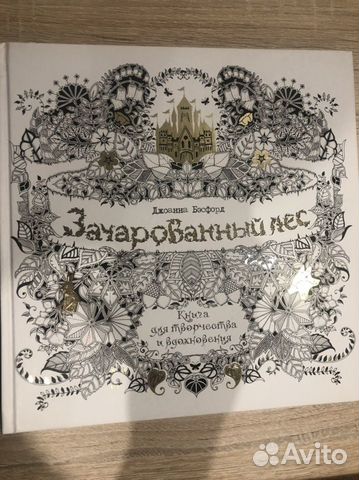 Джоанна Бэсфорд
Зачарованный лес
Книга
для творчества
и вдохновения
Avito